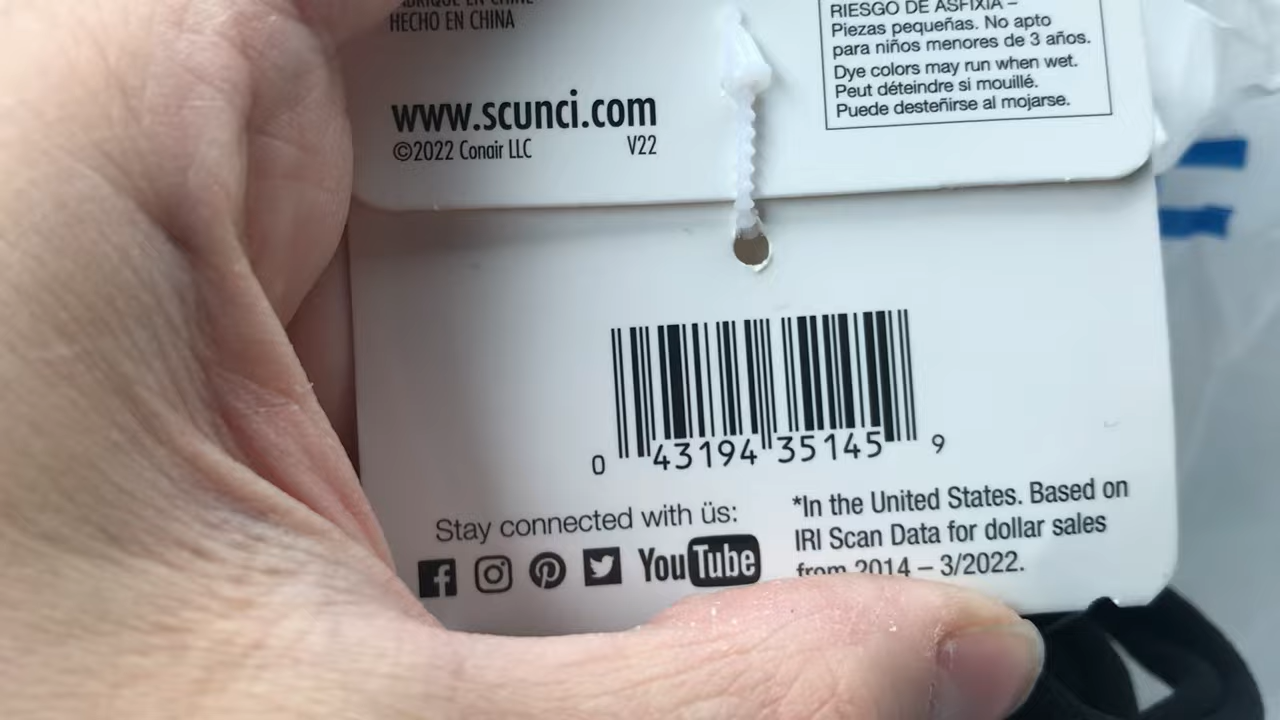 HECHO EN CHINA
www.scunci.com
©2022 Conair LLC V22
RIESGO DE ASFIXIA –
Piezas pequeñas. No apto
para niños menores de 3 años.
Dye colors may run when wet.
Peut déteindre si mouillé.
Puede desteñirse al mojarse.
0 43194 35145 9
Stay connected with üs:
YouTube
*In the United States. Based on
IRI Scan Data for dollar sales
from 2014 – 3/2022.